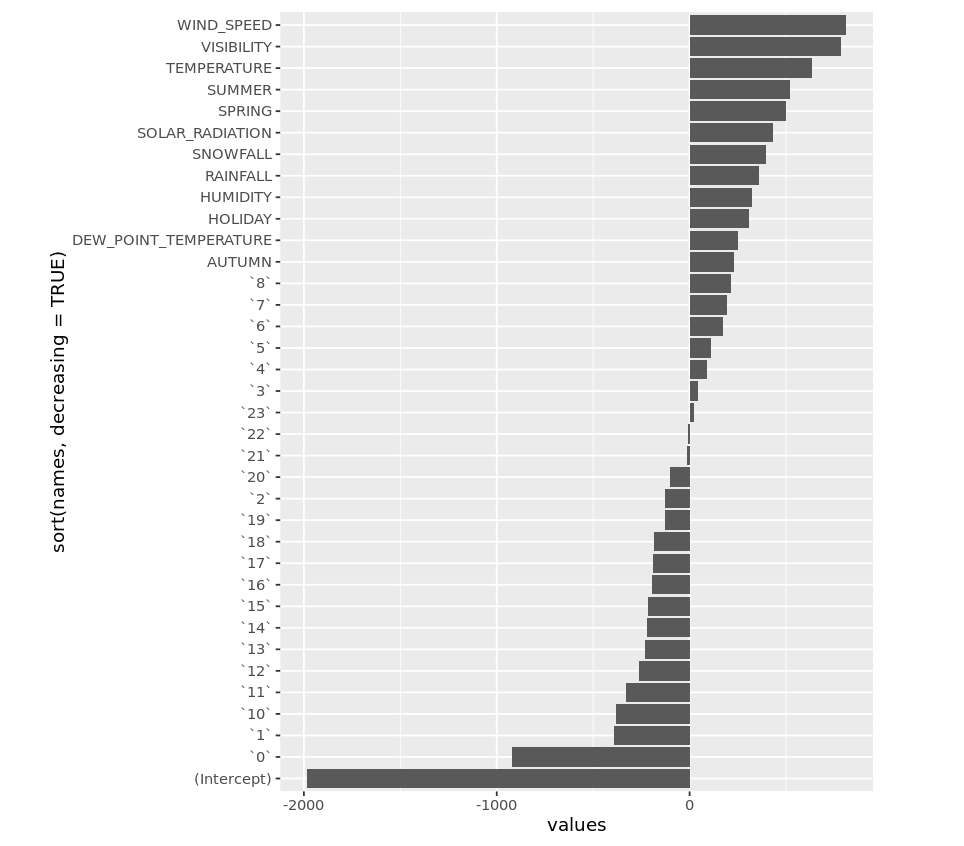 WIND_SPEED
VISIBILITY
TEMPERATURE
SUMMER
SPRING
SOLAR_RADIATION
SNOWFALL
RAINFALL
HUMIDITY
HOLIDAY
DEW_POINT_TEMPERATURE
AUTUMN
`8`
`7`
`6`
`5`
`4`
`3`
`23`
`22`
`21`
`20`
`2`
`19`
`18`
`17`
`16`
`15`
`14`
`13`
`12`
`11`
`10`
`1`
`0`
(Intercept)
sort(names, decreasing = TRUE)
-2000 -1000 0
values